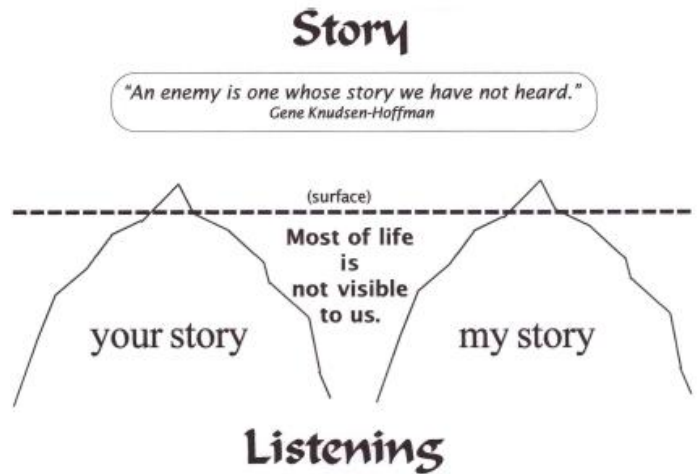 Story
"An enemy is one whose story we have not heard."
Gene Knudsen-Hoffman
(surface)
Most of life
is
not visible
to us.
your story
my story
Listening